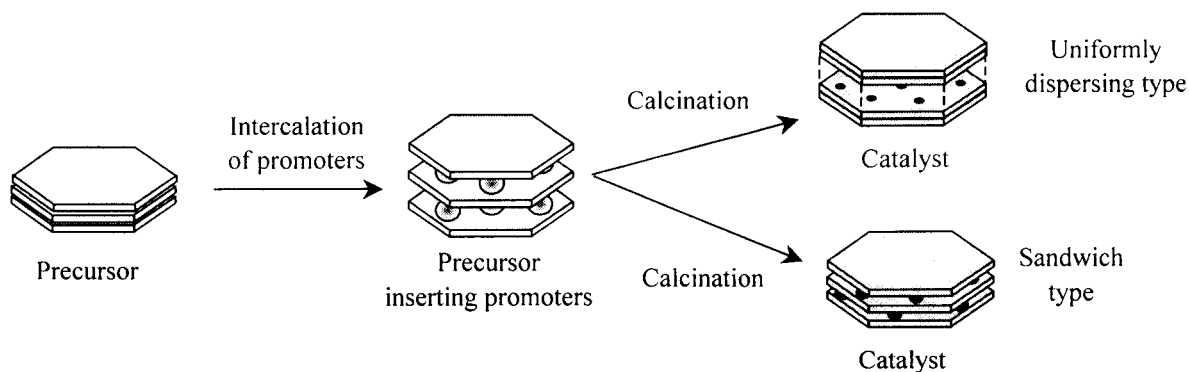 Precursor
Intercalation
of promoters
Precursor
inserting promoters
Calcination
Calcination
Catalyst
Uniformly
dispersing type
Catalyst
Sandwich
type